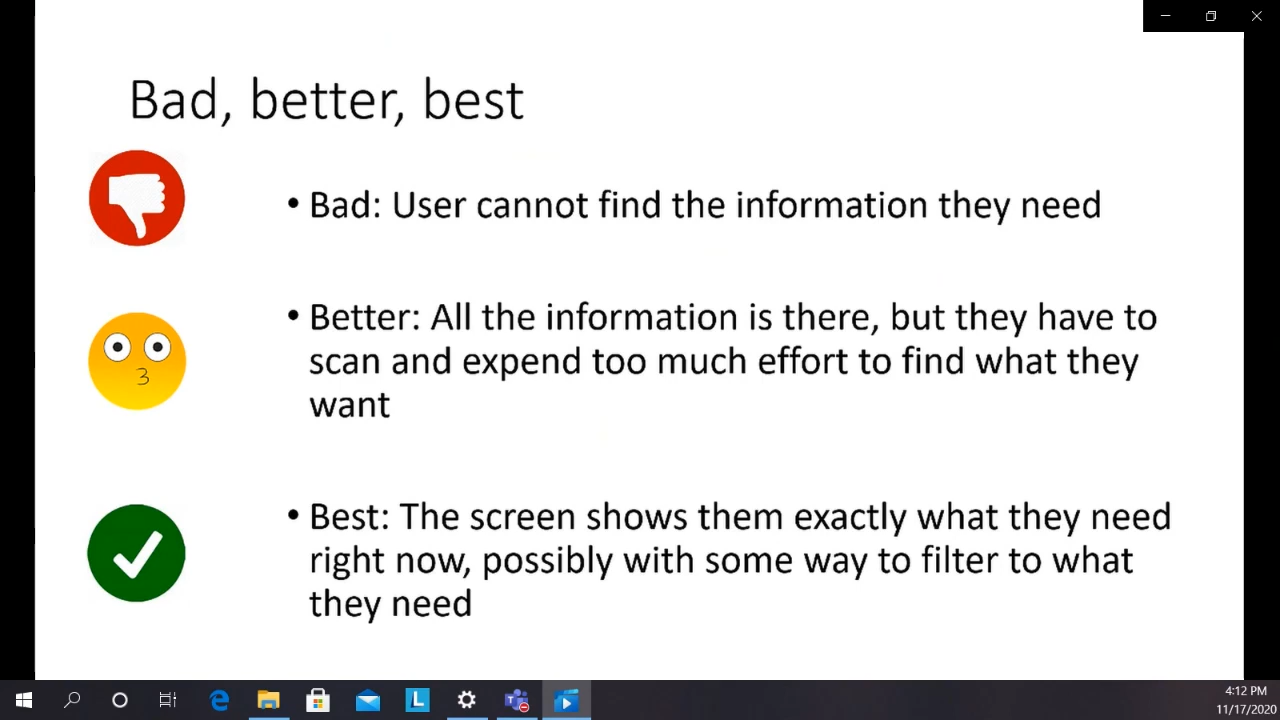 Bad, better, best
• Bad: User cannot find the information they need
• Better: All the information is there, but they have to
scan and expend too much effort to find what they
want
• Best: The screen shows them exactly what they need
right now, possibly with some way to filter to what
they need
L
4:12 PM
11/17/2020